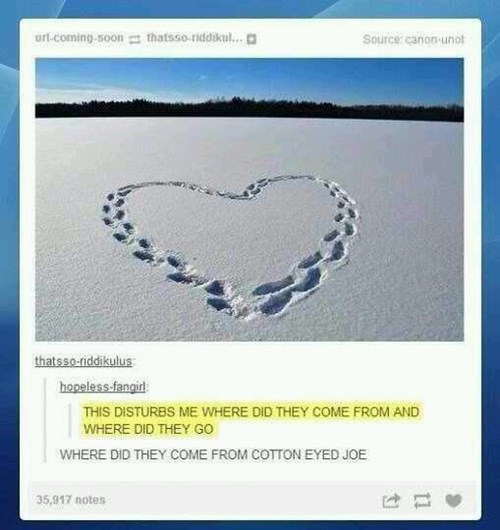 url-coming-soon thatsso-riddikul... Source: canon-unot
thatsso-riddikulus:
hopeless-fangirl:
THIS DISTURBS ME WHERE DID THEY COME FROM AND
WHERE DID THEY GO
WHERE DID THEY COME FROM COTTON EYED JOE
35,917 notes